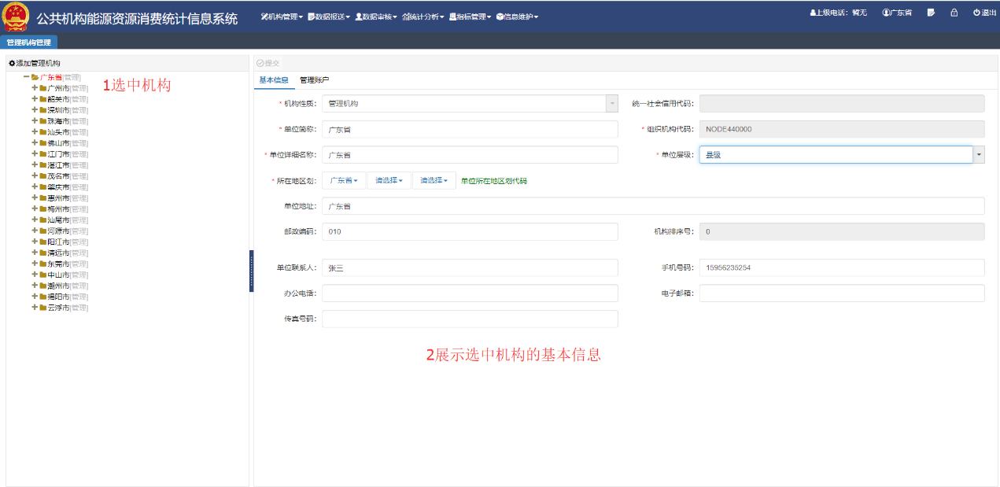 公共机构能源资源消费统计信息系统 机构管理 数据报送 数据审核 统计分析 指标管理 信息维护 上级电话：暂无 广东省 退出
管理机构管理
添加管理机构
广东省[管理]
广州市[管理]
韶关市[管理]
深圳市[管理]
珠海市[管理]
汕头市[管理]
佛山市[管理]
江门市[管理]
湛江市[管理]
茂名市[管理]
肇庆市[管理]
惠州市[管理]
梅州市[管理]
汕尾市[管理]
河源市[管理]
阳江市[管理]
清远市[管理]
东莞市[管理]
中山市[管理]
潮州市[管理]
揭阳市[管理]
云浮市[管理]
1选中机构
提交
基本信息 管理账户
* 机构性质： 管理机构 统一社会信用代码：
* 单位简称： 广东省 * 组织机构代码： NODE440000
* 单位详细名称： 广东省 * 单位层级： 县级
* 所在地区划： 广东省 请选择 请选择 单位所在地区划代码
单位地址： 广东省
邮政编码： 010 机构排序号： 0
单位联系人： 张三 手机号码： 15956235254
办公电话： 电子邮箱：
传真号码：
2展示选中机构的基本信息